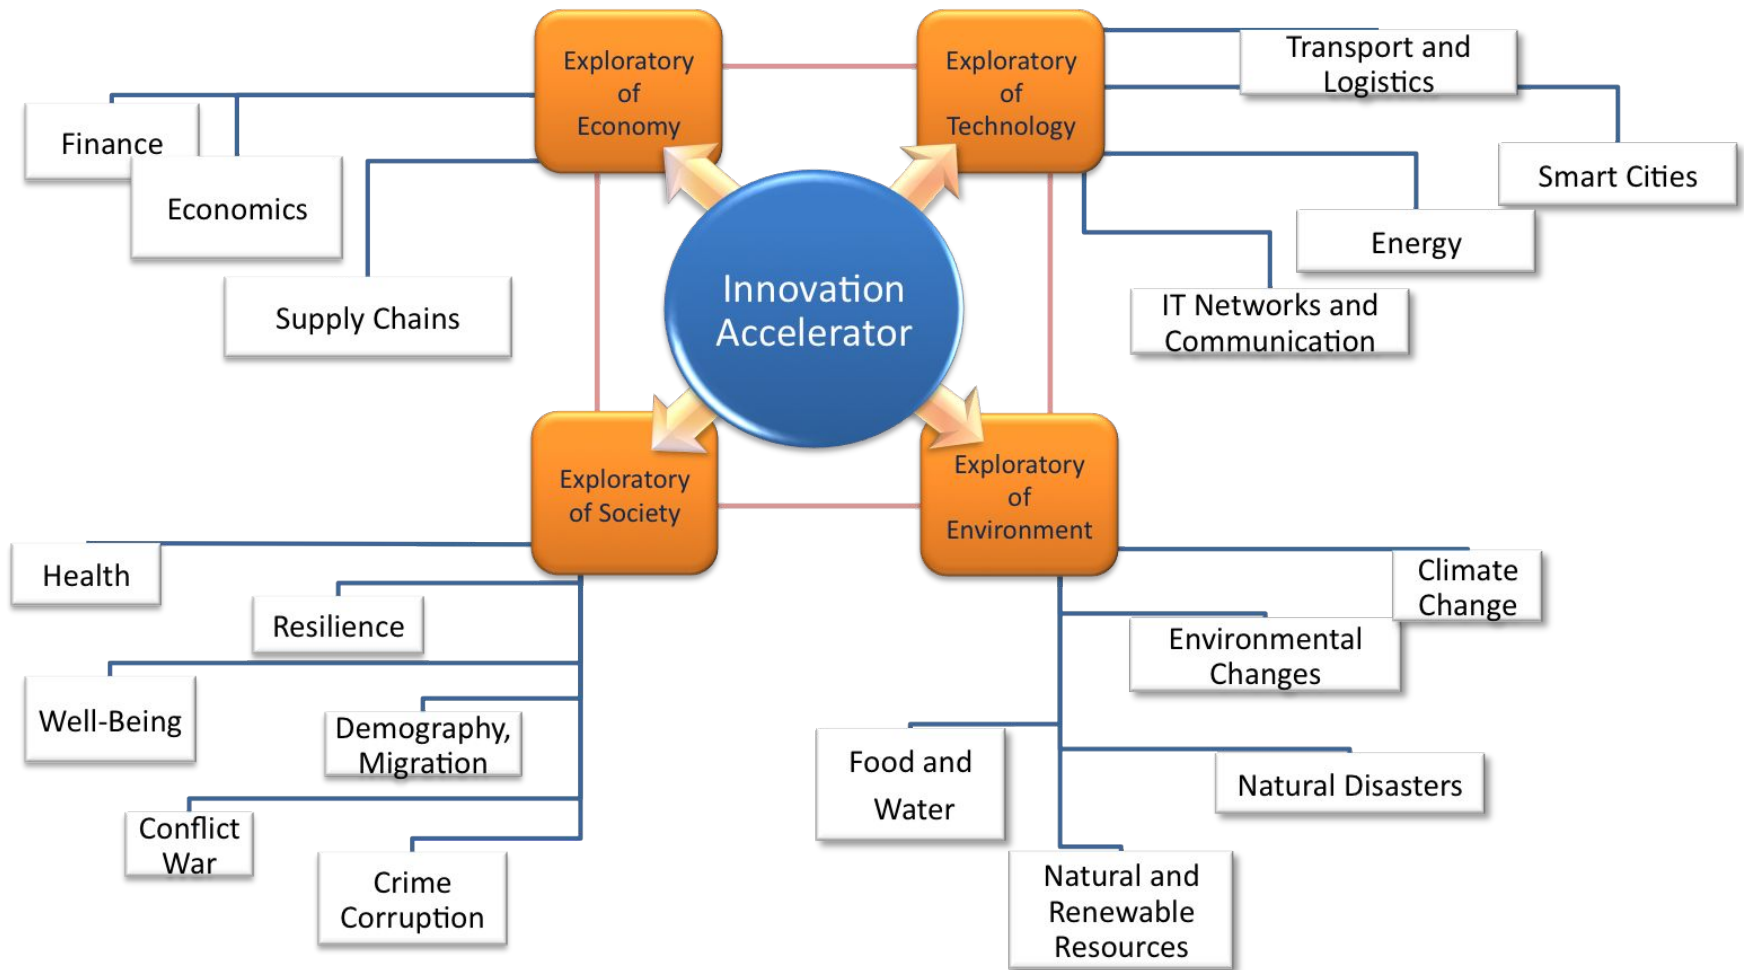 Exploratory
of
Economy
Exploratory
of
Technology
Transport and
Logistics
Finance
Economics
Supply Chains
Smart Cities
Energy
IT Networks and
Communication
Innovation
Accelerator
Exploratory
of Society
Exploratory
of
Environment
Health
Resilience
Well-Being
Demography,
Migration
Conflict
War
Crime
Corruption
Climate
Change
Environmental
Changes
Food and
Water
Natural Disasters
Natural and
Renewable
Resources